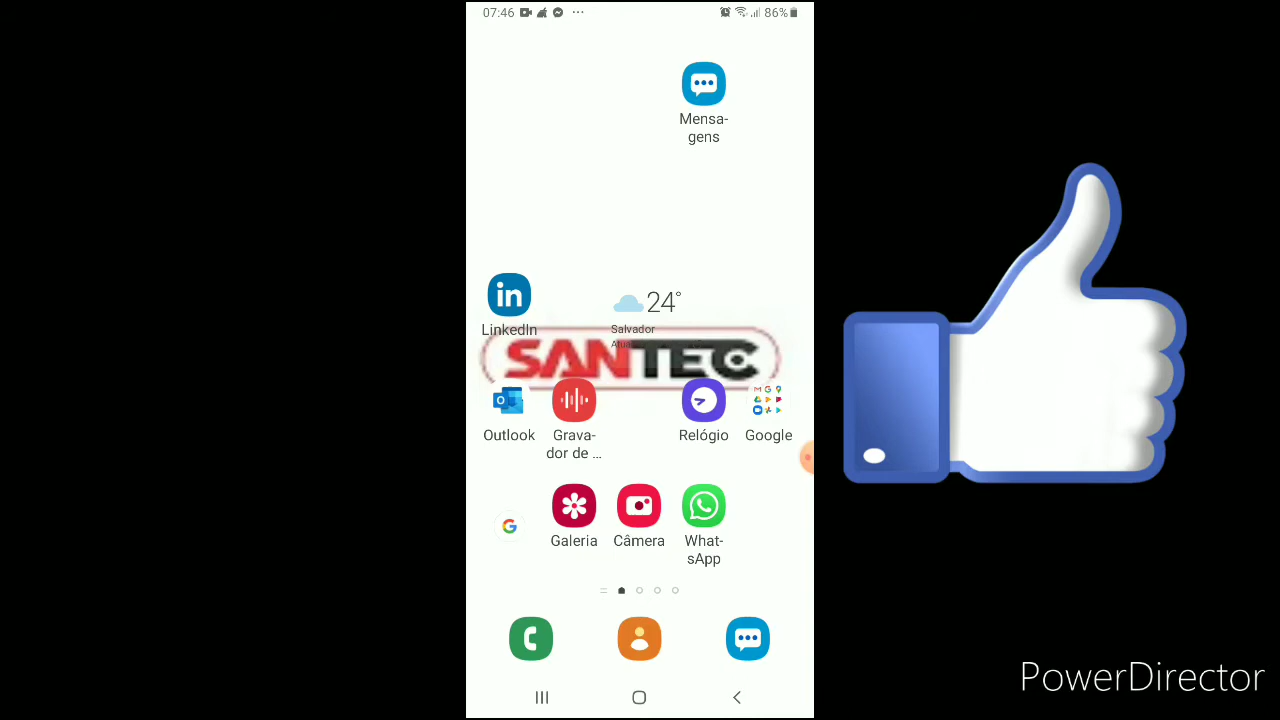 07:46
86%
Mensa-
gens
LinkedIn
24°
Salvador
SANTEC
Outlook
Grava-
dor de ...
Relógio
Google
Galeria
Câmera
What-
sApp
PowerDirector